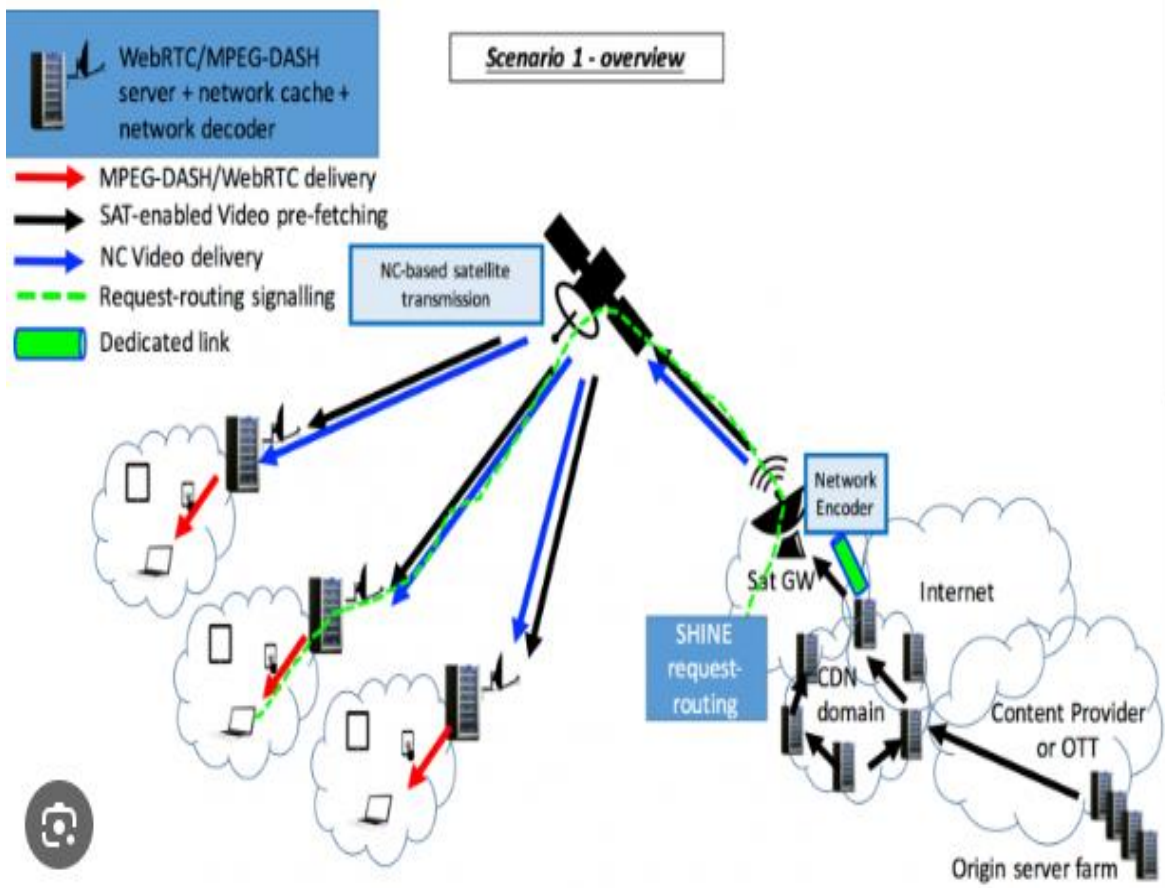 WebRTC/MPEG-DASH
server + network cache +
network decoder
Scenario 1 - overview
MPEG-DASH/WebRTC delivery
SAT-enabled Video pre-fetching
NC Video delivery
Request-routing signalling
Dedicated link
NC-based satellite
transmission
Network
Encoder
Sat GW
Internet
SHINE
request-
routing
CDN
domain
Content Provider
or OTT
Origin server farm